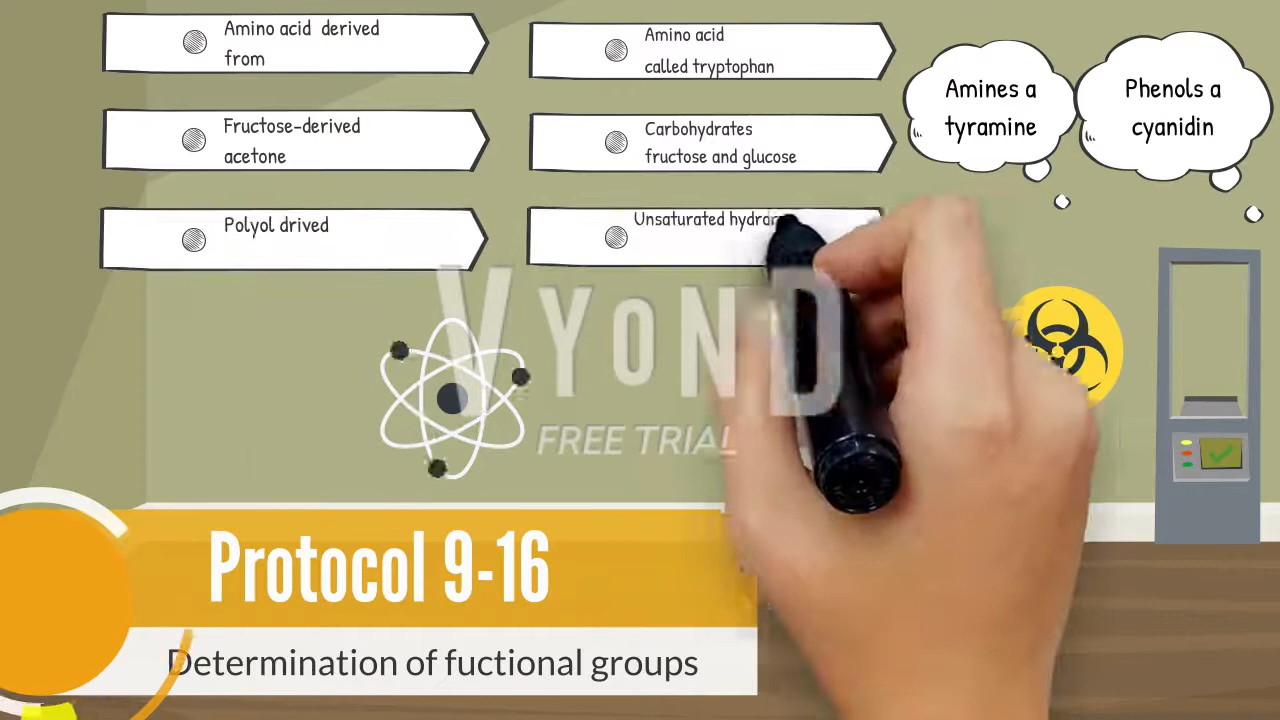 Amino acid derived
from
Amino acid
called tryptophan
Amines a
tyramine
Phenols a
cyanidin
Fructose-derived
acetone
Carbohydrates
fructose and glucose
Polyol drived
Unsaturated
VYOND
FREE TRIAL
Protocol 9-16
Determination of fuctional groups